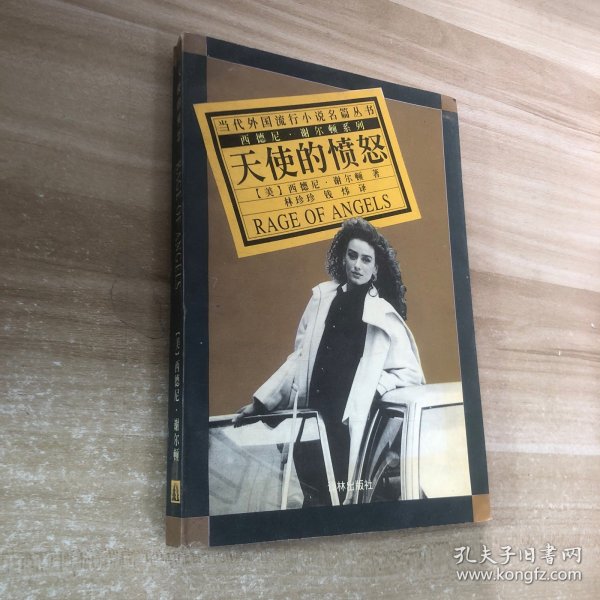 当代外国流行小说名篇丛书
西德尼·谢尔顿系列
天使的愤怒
【美】西德尼·谢尔顿 著
林珍珍 钱炜 译
RAGE OF ANGELS
译林出版社
RAGE OF ANGELS
【美】西德尼·谢尔顿
孔夫子旧书网
www.kongfz.com